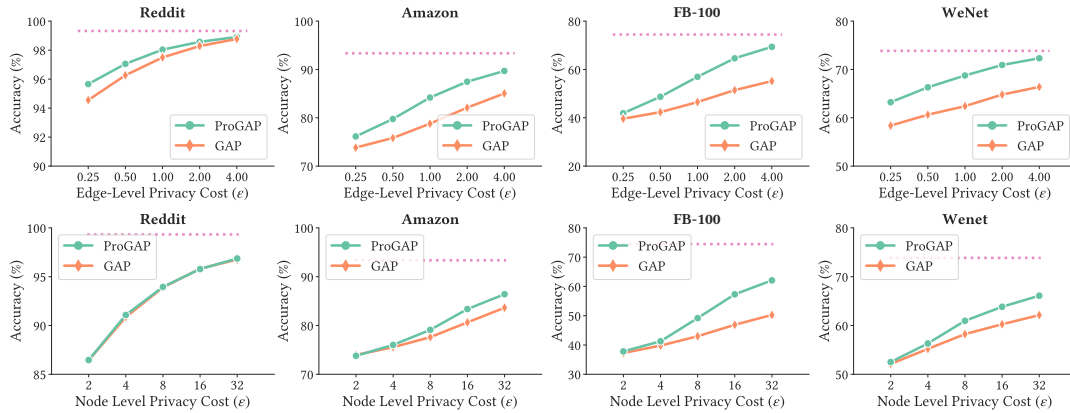 Reddit
Accuracy (%)
100
98
96
94
92
90
ProGAP
GAP
0.25 0.50 1.00 2.00 4.00
Edge-Level Privacy Cost (ε)
Amazon
Accuracy (%)
100
90
80
70
ProGAP
GAP
0.25 0.50 1.00 2.00 4.00
Edge-Level Privacy Cost (ε)
FB-100
Accuracy (%)
80
60
40
20
ProGAP
GAP
0.25 0.50 1.00 2.00 4.00
Edge-Level Privacy Cost (ε)
WeNet
Accuracy (%)
80
70
60
50
ProGAP
GAP
0.25 0.50 1.00 2.00 4.00
Edge-Level Privacy Cost (ε)
Reddit
Accuracy (%)
100
95
90
85
ProGAP
GAP
2 4 8 16 32
Node Level Privacy Cost (ε)
Amazon
Accuracy (%)
100
90
80
70
ProGAP
GAP
2 4 8 16 32
Node Level Privacy Cost (ε)
FB-100
Accuracy (%)
80
70
60
50
40
30
ProGAP
GAP
2 4 8 16 32
Node Level Privacy Cost (ε)
Wenet
Accuracy (%)
80
70
60
50
ProGAP
GAP
2 4 8 16 32
Node Level Privacy Cost (ε)